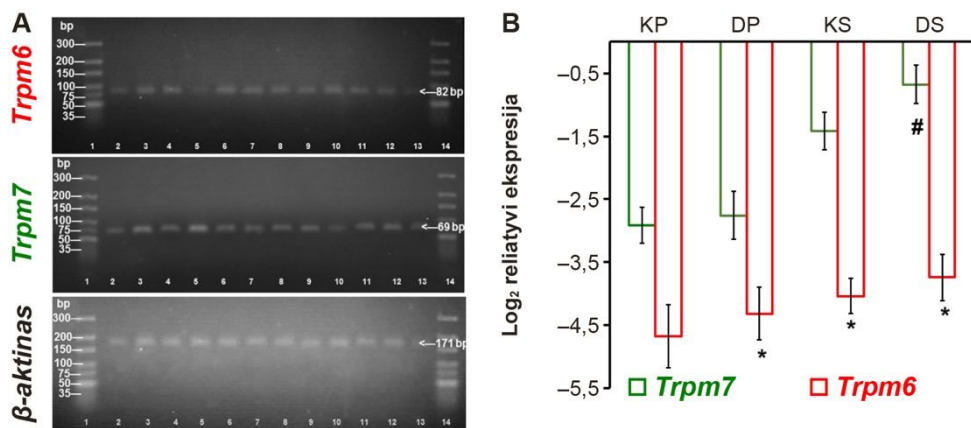 A
Trpm6
bp
300
200
150
100
75
50
35
82 bp
1 2 3 4 5 6 7 8 9 10 11 12 13 14
Trpm7
bp
300
200
150
100
75
50
35
69 bp
1 2 3 4 5 6 7 8 9 10 11 12 13 14
β-aktinas
bp
300
200
150
100
75
50
35
171 bp
1 2 3 4 5 6 7 8 9 10 11 12 13 14
B
KP DP KS DS
Log₂ reliatyvi ekspresija
–0,5
–1,5
–2,5
–3,5
–4,5
–5,5
#
* * *
Trpm7 Trpm6